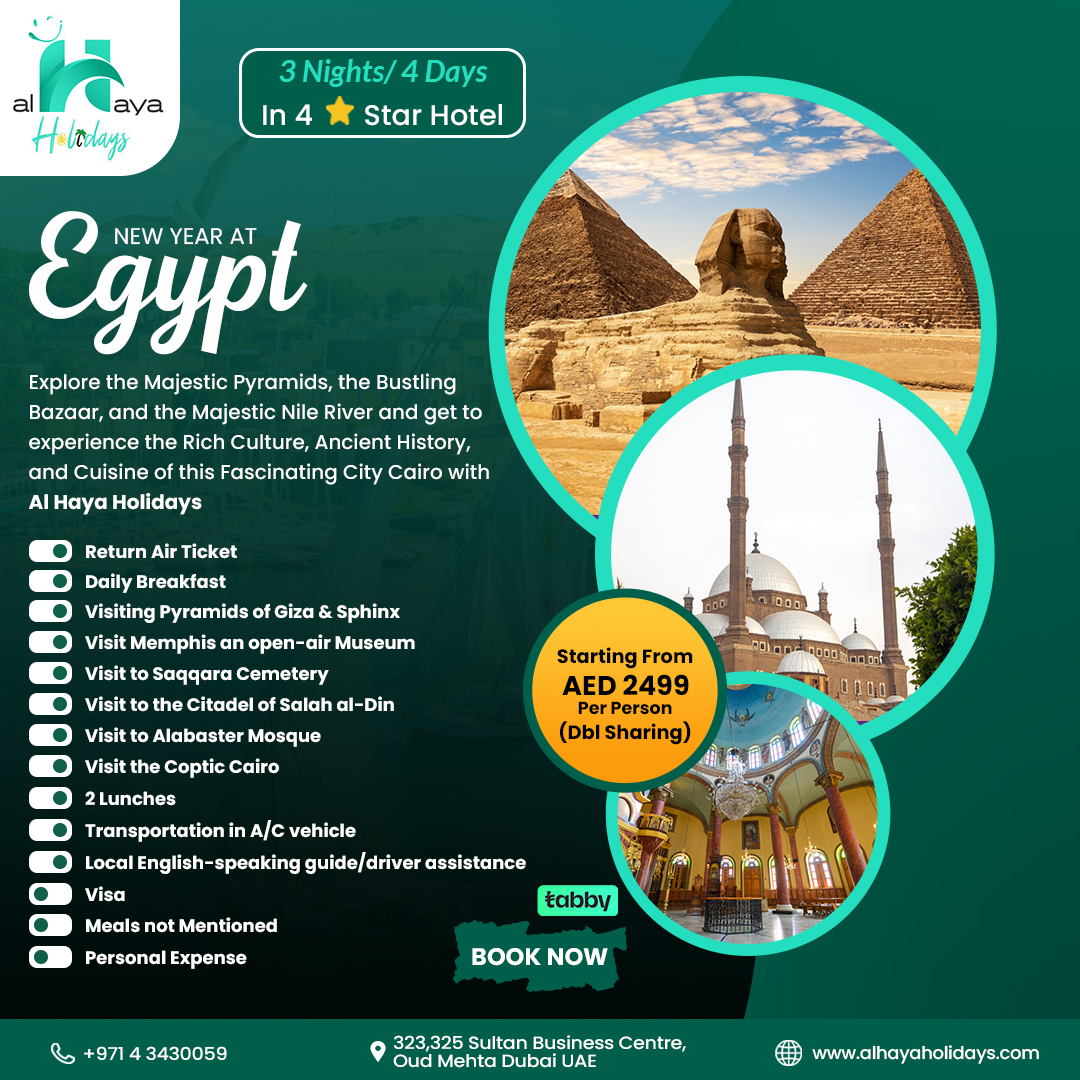 al Haya
Holidays
3 Nights/ 4 Days
In 4 Star Hotel
NEW YEAR AT
Egypt
Explore the Majestic Pyramids, the Bustling
Bazaar, and the Majestic Nile River and get to
experience the Rich Culture, Ancient History,
and Cuisine of this Fascinating City Cairo with
Al Haya Holidays
Return Air Ticket
Daily Breakfast
Visiting Pyramids of Giza & Sphinx
Visit Memphis an open-air Museum
Visit to Saqqara Cemetery
Visit to the Citadel of Salah al-Din
Visit to Alabaster Mosque
Visit the Coptic Cairo
2 Lunches
Transportation in A/C vehicle
Local English-speaking guide/driver assistance
Visa
Meals not Mentioned
Personal Expense
Starting From
AED 2499
Per Person
(Dbl Sharing)
tabby
BOOK NOW
+971 4 3430059
323,325 Sultan Business Centre,
Oud Mehta Dubai UAE
www.alhayaholidays.com